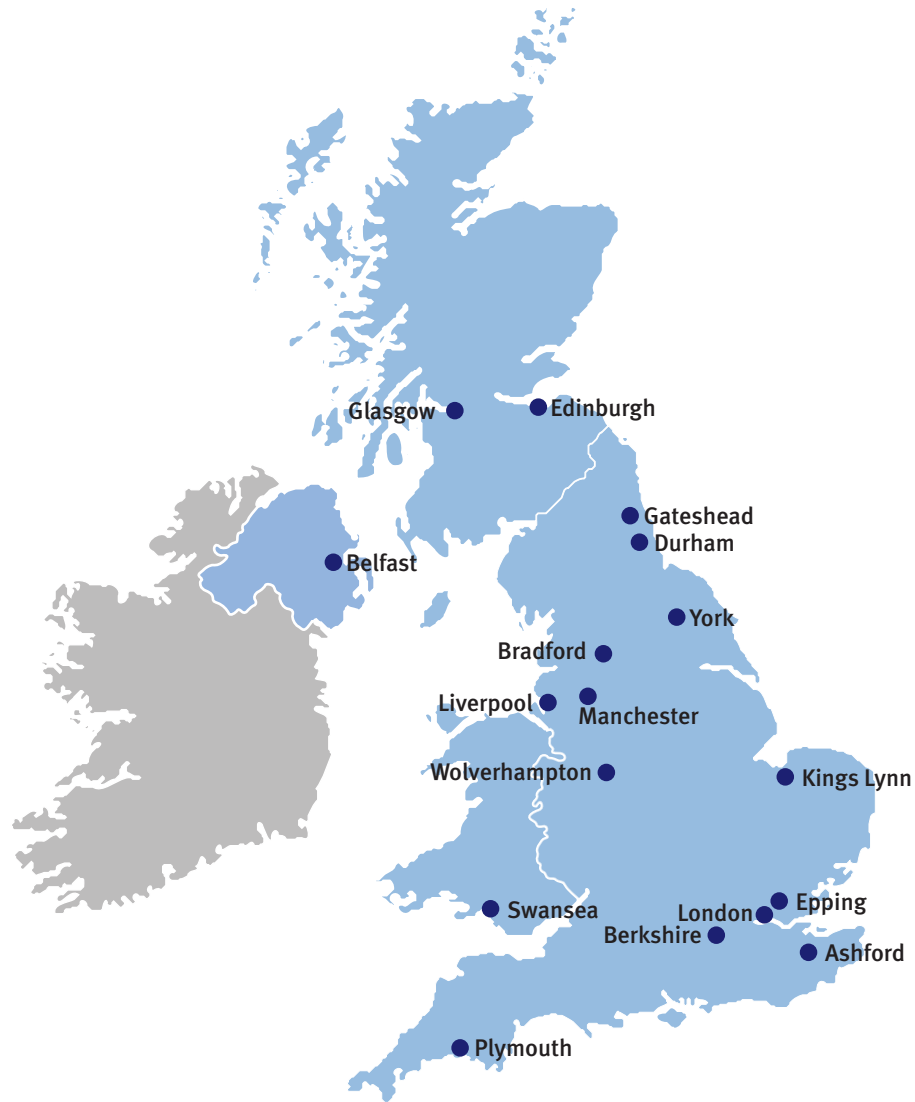 Glasgow
Edinburgh
Gateshead
Durham
Belfast
York
Bradford
Liverpool
Manchester
Wolverhampton
Kings Lynn
Epping
Swansea
London
Berkshire
Ashford
Plymouth